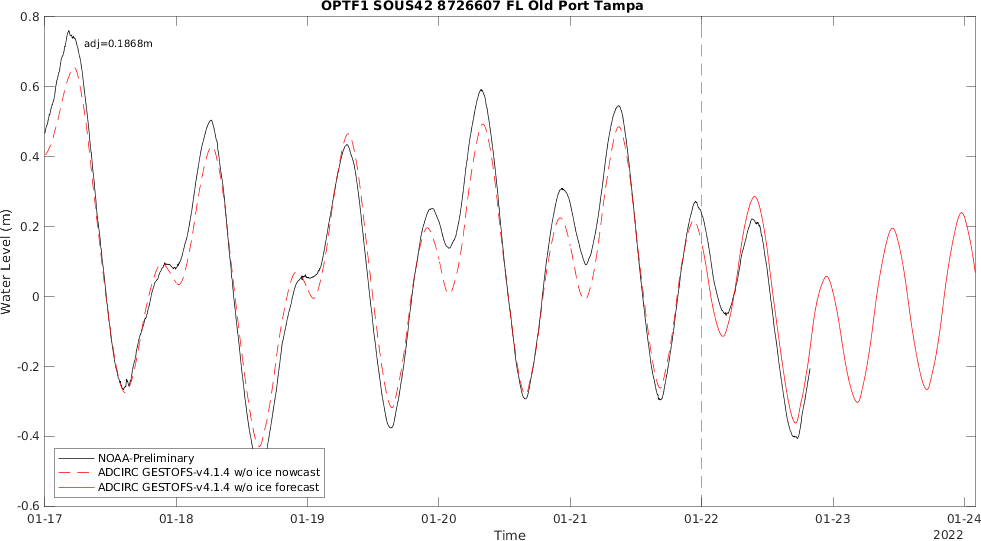 OPTF1 SOUS42 8726607 FL Old Port Tampa
adj=0.1868m
Water Level (m)
0.8
0.6
0.4
0.2
0
-0.2
-0.4
-0.6
NOAA-Preliminary
ADCIRC GESTOFS-v4.1.4 w/o ice nowcast
ADCIRC GESTOFS-v4.1.4 w/o ice forecast
01-17
01-18
01-19
01-20
01-21
01-22
01-23
01-24
Time
2022